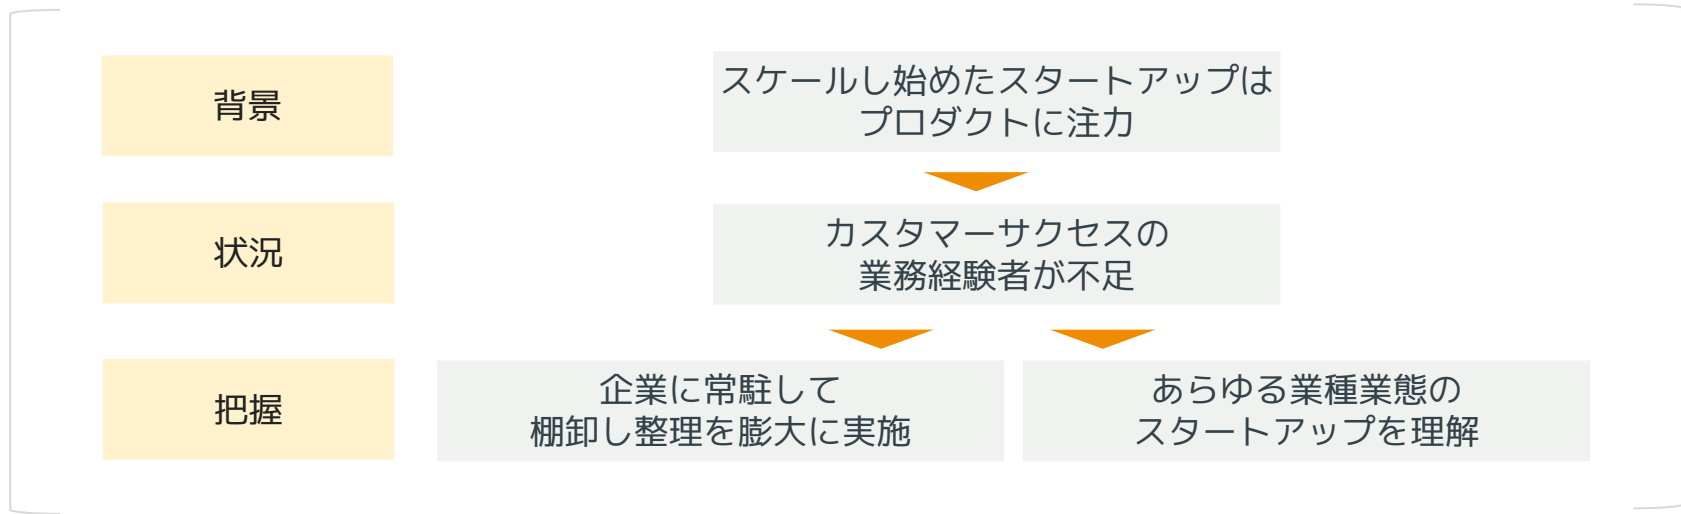 背景
スケールし始めたスタートアップは
プロダクトに注力
状況
カスタマーサクセスの
業務経験者が不足
把握
企業に常駐して
棚卸し整理を膨大に実施
あらゆる業種業態の
スタートアップを理解